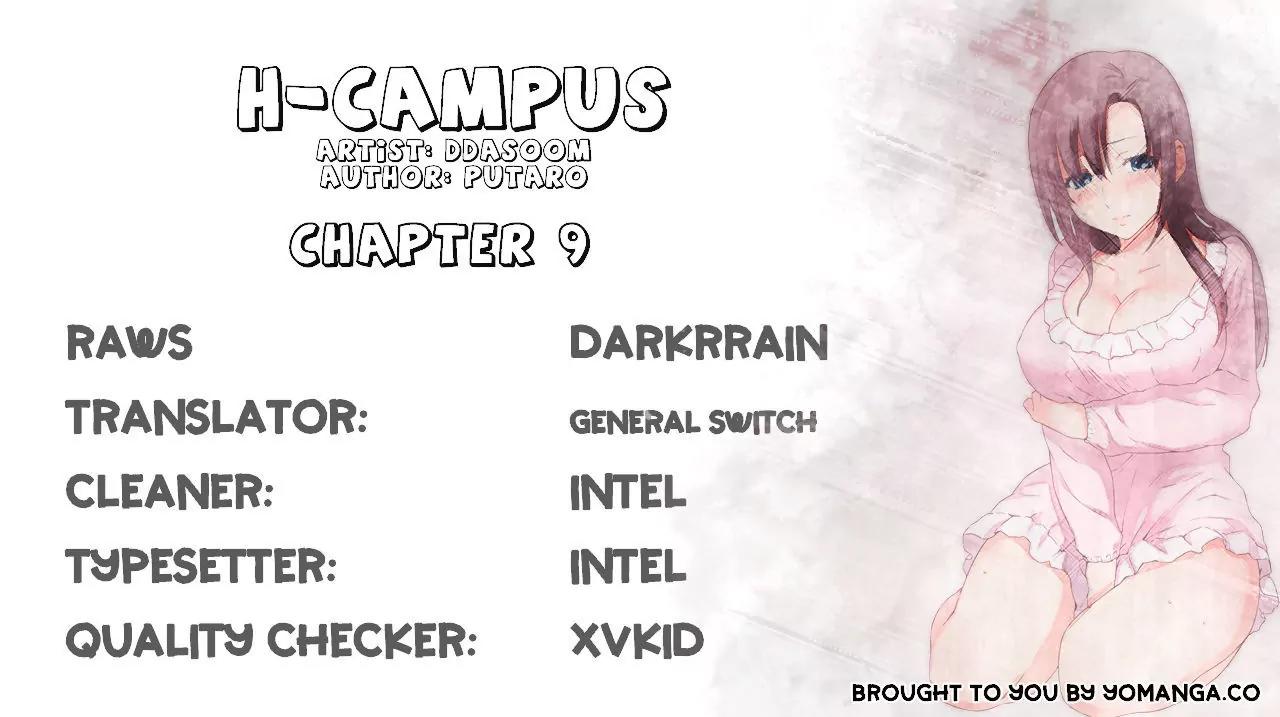 H-CAMPUS
ARTIST: DDASOOM
AUTHOR: PUTARO
CHAPTER 9
RAWS DARKRRAIN
TRANSLATOR: GENERAL SWITCH
CLEANER: INTEL
TYPESETTER: INTEL
QUALITY CHECKER: XVKID
BROUGHT TO YOU BY YOMANGA.CO